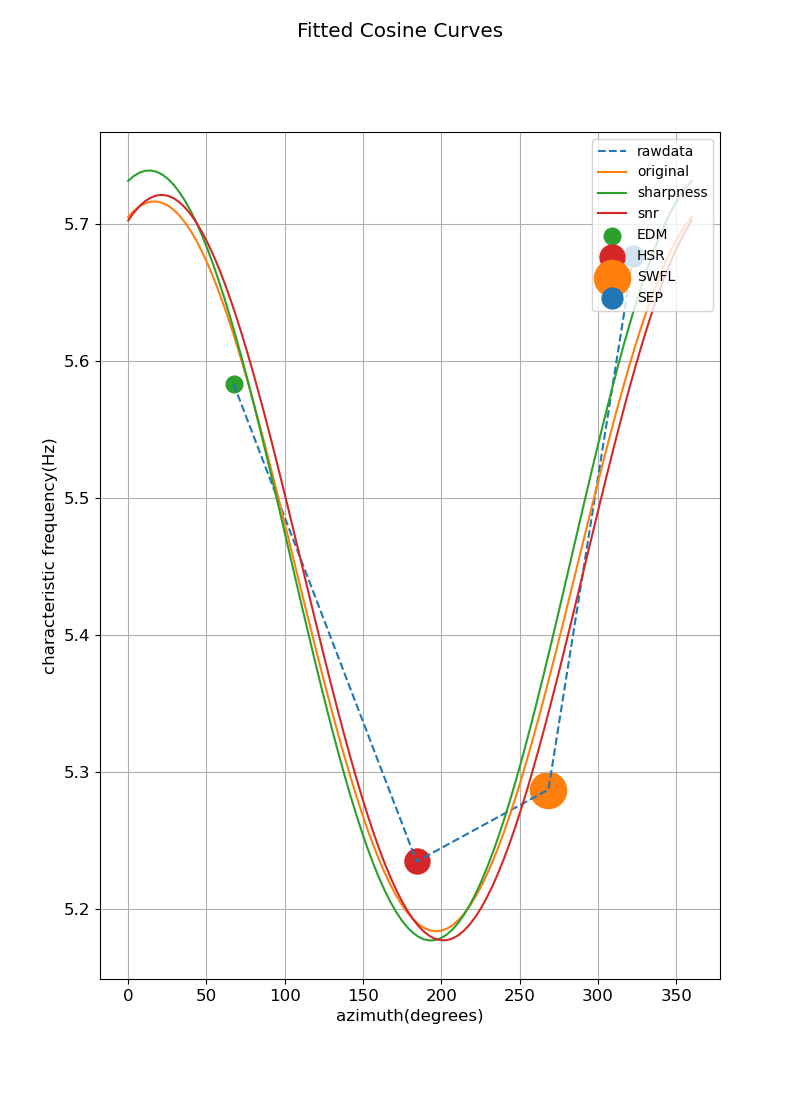 Fitted Cosine Curves
rawdata
original
sharpness
snr
EDM
HSR
SWFL
SEP
5.7
5.6
5.5
5.4
5.3
5.2
characteristic frequency(Hz)
0 50 100 150 200 250 300 350
azimuth(degrees)